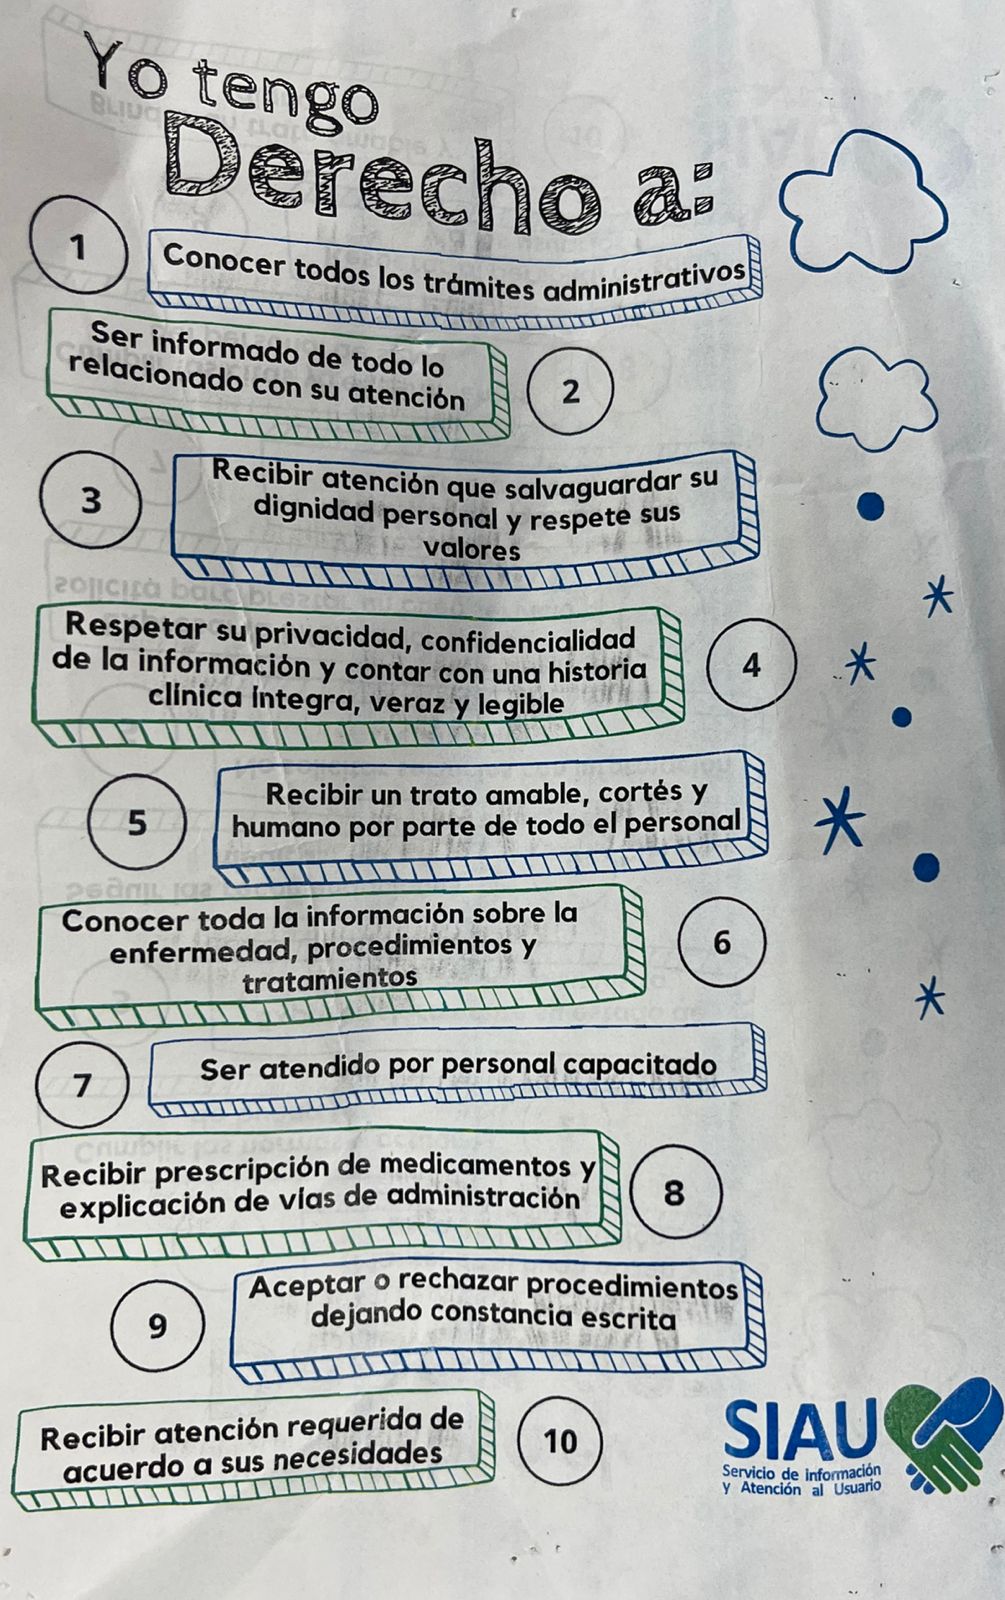 Yo tengo
Derecho a:
1
Conocer todos los trámites administrativos
Ser informado de todo lo
relacionado con su atención
2
3
Recibir atención que salvaguardar su
dignidad personal y respete sus
valores
Respetar su privacidad, confidencialidad
de la información y contar con una historia
clínica Integra, veraz y legible
4
5
Recibir un trato amable, cortés y
humano por parte de todo el personal
Conocer toda la información sobre la
enfermedad, procedimientos y
tratamientos
6
7
Ser atendido por personal capacitado
Recibir prescripción de medicamentos y
explicación de vías de administración
8
9
Aceptar o rechazar procedimientos
dejando constancia escrita
Recibir atención requerida de
acuerdo a sus necesidades
10
SIAU
Servicio de información
Y Atención al Usuario